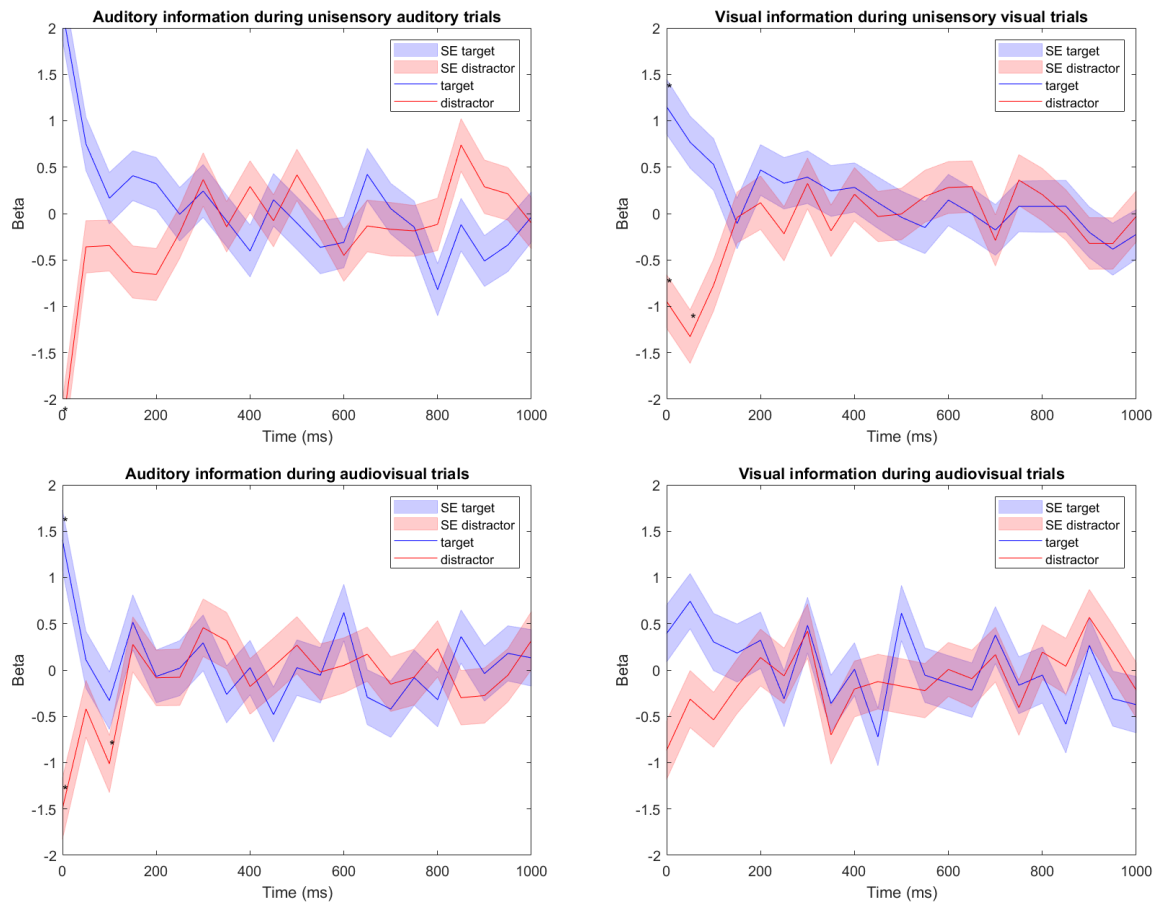 Auditory information during unisensory auditory trials
2
1.5
1
0.5
0
-0.5
-1
-1.5
-2
Beta
SE target
SE distractor
target
distractor
*
0 200 400 600 800 1000
Time (ms)
Visual information during unisensory visual trials
2
1.5
1
0.5
0
-0.5
-1
-1.5
-2
Beta
SE target
SE distractor
target
distractor
*
*
*
0 200 400 600 800 1000
Time (ms)
Auditory information during audiovisual trials
2
1.5
1
0.5
0
-0.5
-1
-1.5
-2
Beta
SE target
SE distractor
target
distractor
*
*
*
0 200 400 600 800 1000
Time (ms)
Visual information during audiovisual trials
2
1.5
1
0.5
0
-0.5
-1
-1.5
-2
Beta
SE target
SE distractor
target
distractor
0 200 400 600 800 1000
Time (ms)